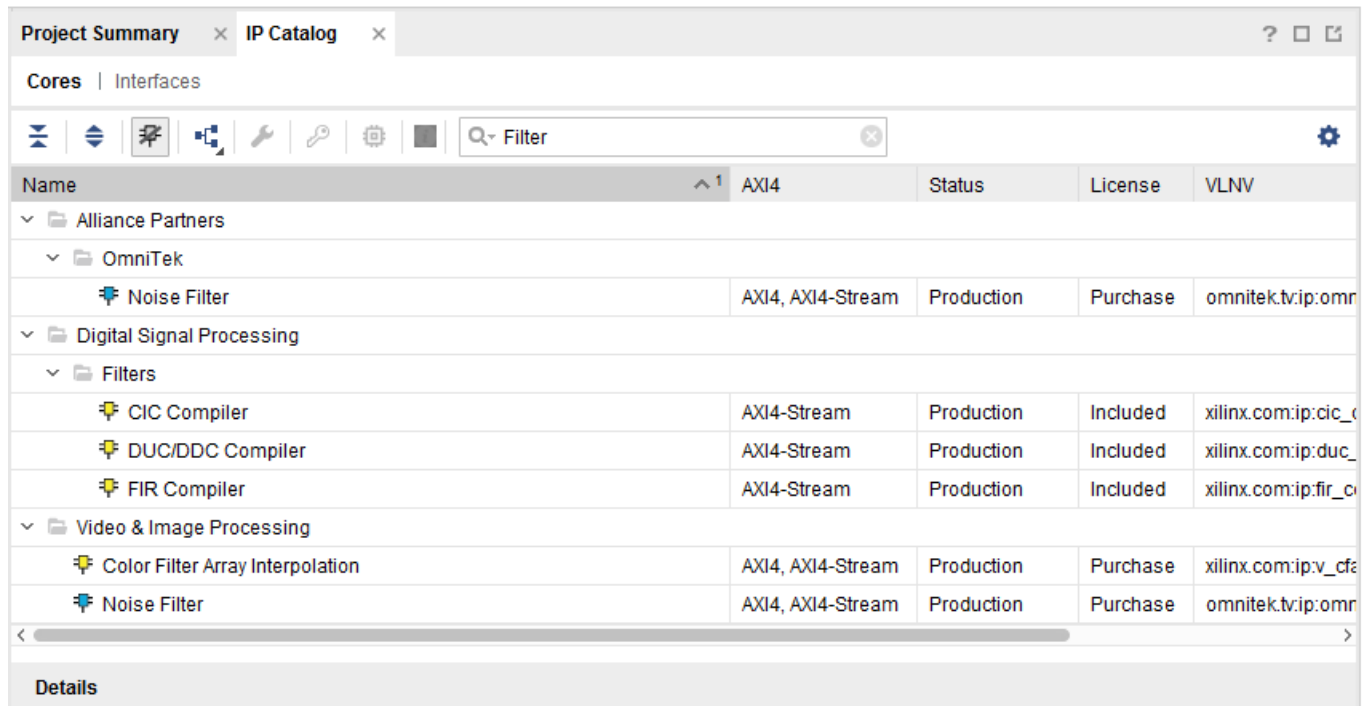 Project Summary × IP Catalog × ?
Cores | Interfaces
Filter
Name 1 AXI4 Status License VLNV
Alliance Partners
OmniTek
Noise Filter AXI4, AXI4-Stream Production Purchase omnitek.tv:ip:omn
Digital Signal Processing
Filters
CIC Compiler AXI4-Stream Production Included xilinx.com:ip:cic_
DUC/DDC Compiler AXI4-Stream Production Included xilinx.com:ip:duc_
FIR Compiler AXI4-Stream Production Included xilinx.com:ip:fir_c
Video & Image Processing
Color Filter Array Interpolation AXI4, AXI4-Stream Production Purchase xilinx.com:ip:v_cfa
Noise Filter AXI4, AXI4-Stream Production Purchase omnitek.tv:ip:omn
Details